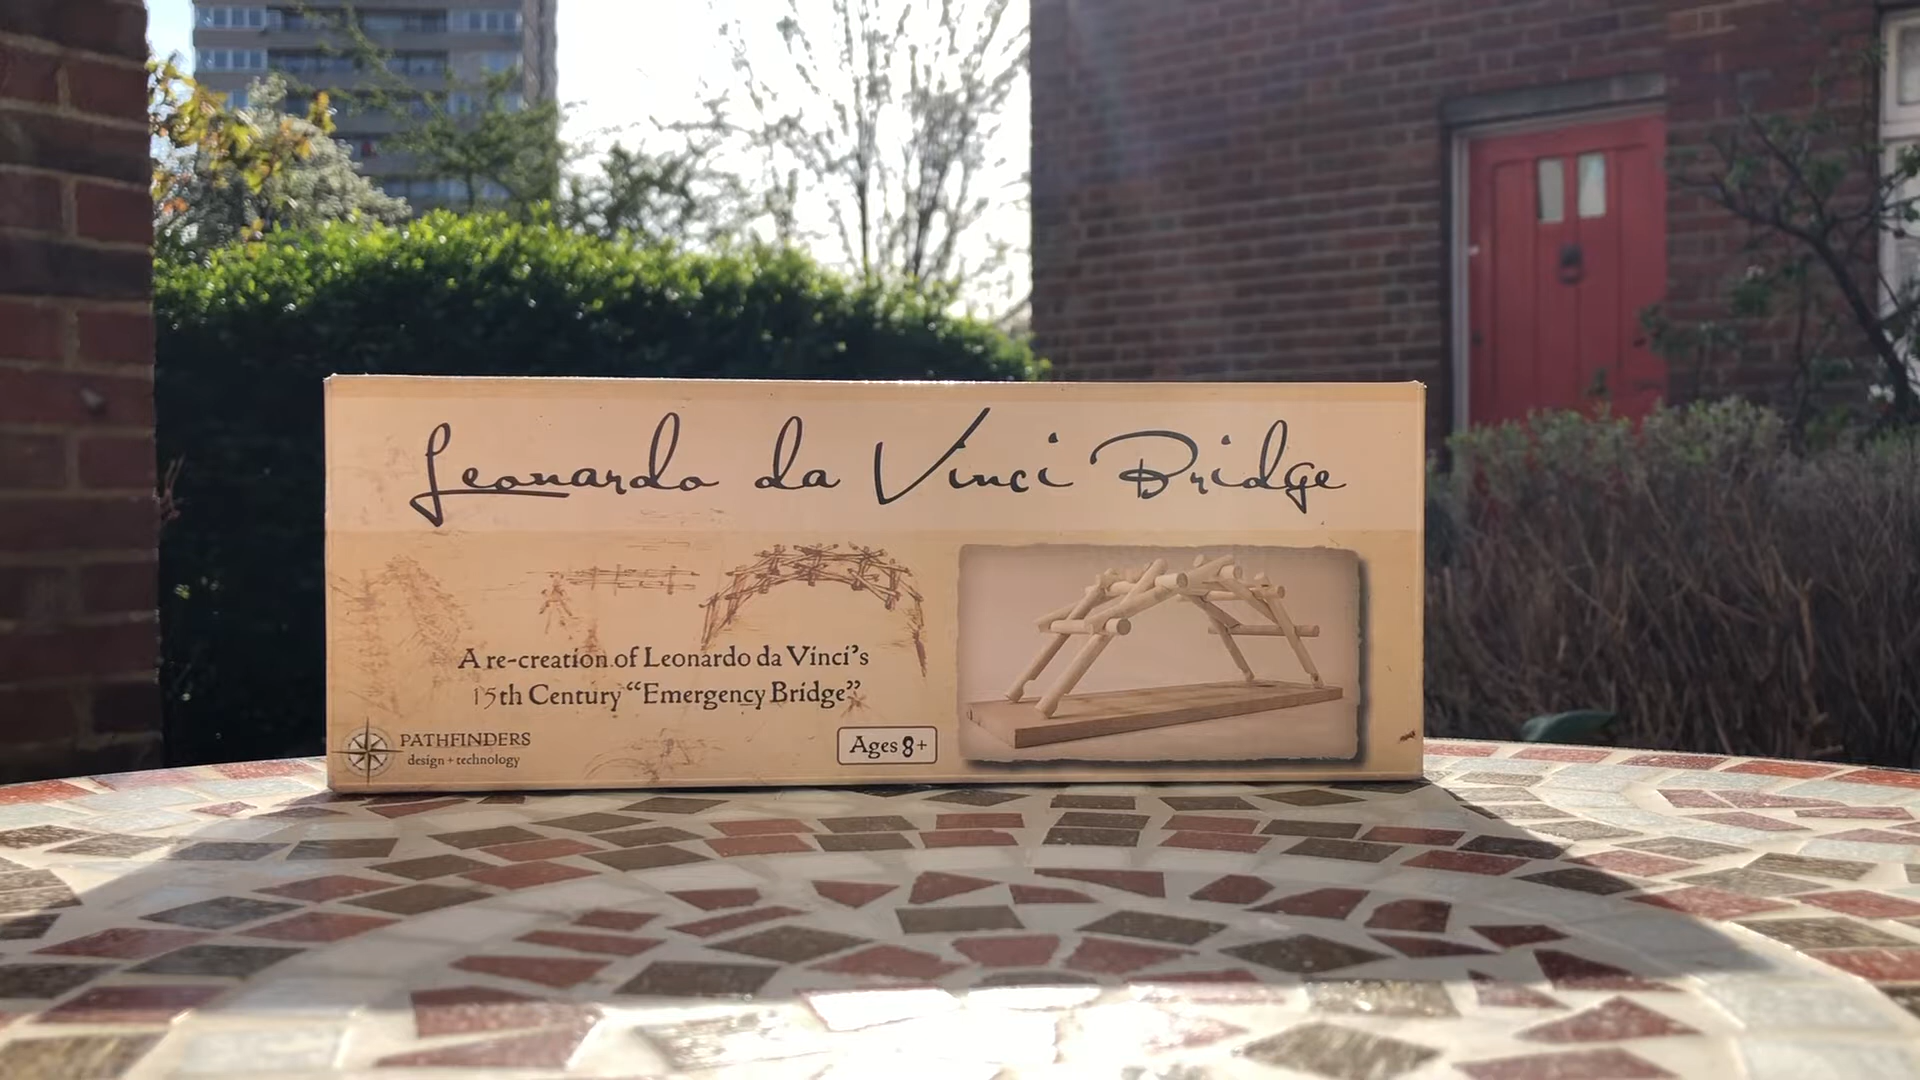 Leonardo da Vinci Bridge
A re-creation of Leonardo da Vinci's
15th Century “Emergency Bridge”
PATHFINDERS
design + technology
Ages 8+